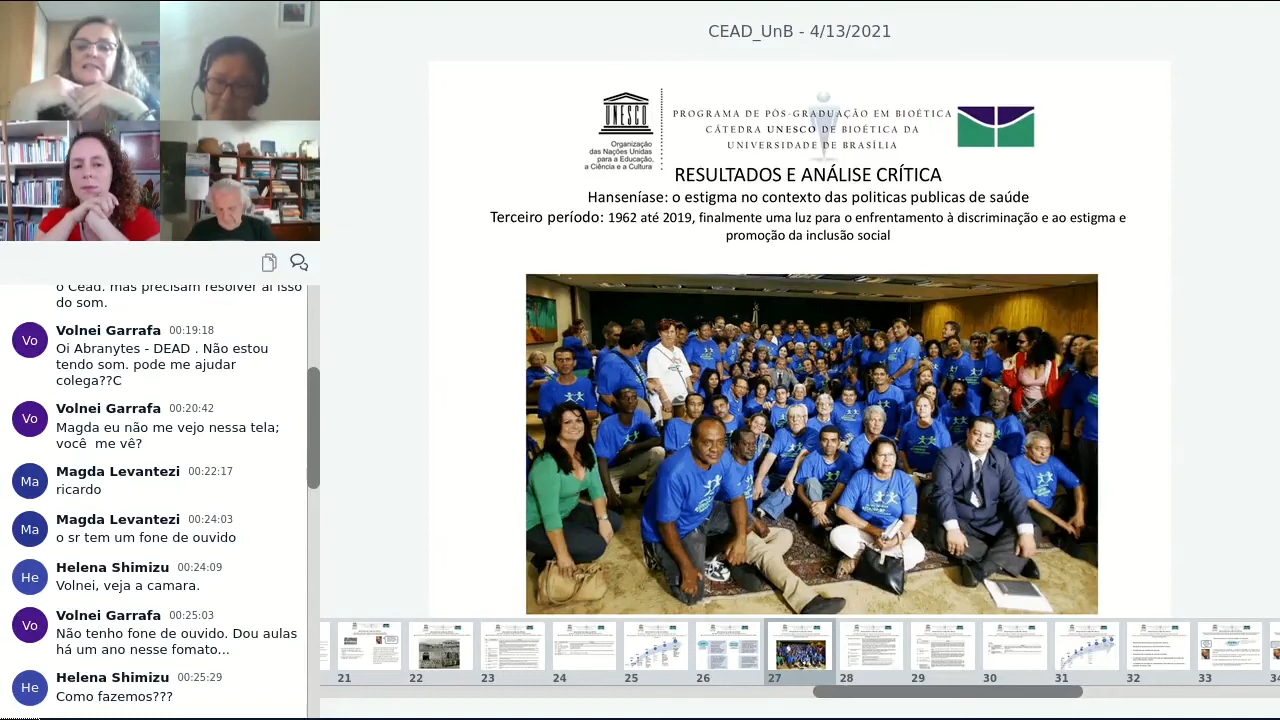 CEAD_UnB - 4/13/2021
UNESCO
Organização
das Nações Unidas
para a Educação,
a Ciência e a Cultura
PROGRAMA DE PÓS-GRADUAÇÃO EM BIOÉTICA
CÁTEDRA UNESCO DE BIOÉTICA DA
UNIVERSIDADE DE BRASÍLIA
RESULTADOS E ANÁLISE CRÍTICA
Hanseníase: o estigma no contexto das politicas publicas de saúde
Terceiro período: 1962 até 2019, finalmente uma luz para o enfrentamento à discriminação e ao estigma e
promoção da inclusão social
o Cead. mas precisam resolver aí isso
do som.
Vo
Volnei Garrafa 00:19:18
Oi Abranytes - DEAD . Não estou
tendo som. pode me ajudar
colega??C
Vo
Volnei Garrafa 00:20:42
Magda eu não me vejo nessa tela;
você me vê?
Ma
Magda Levantezi 00:22:17
ricardo
Ma
Magda Levantezi 00:24:03
o sr tem um fone de ouvido
He
Helena Shimizu 00:24:09
Volnei, veja a camara.
Vo
Volnei Garrafa 00:25:03
Não tenho fone de ouvido. Dou aulas
há um ano nesse formato...
He
Helena Shimizu 00:25:29
Como fazemos???
21 22 23 24 25 26 27 28 29 30 31 32 33 34